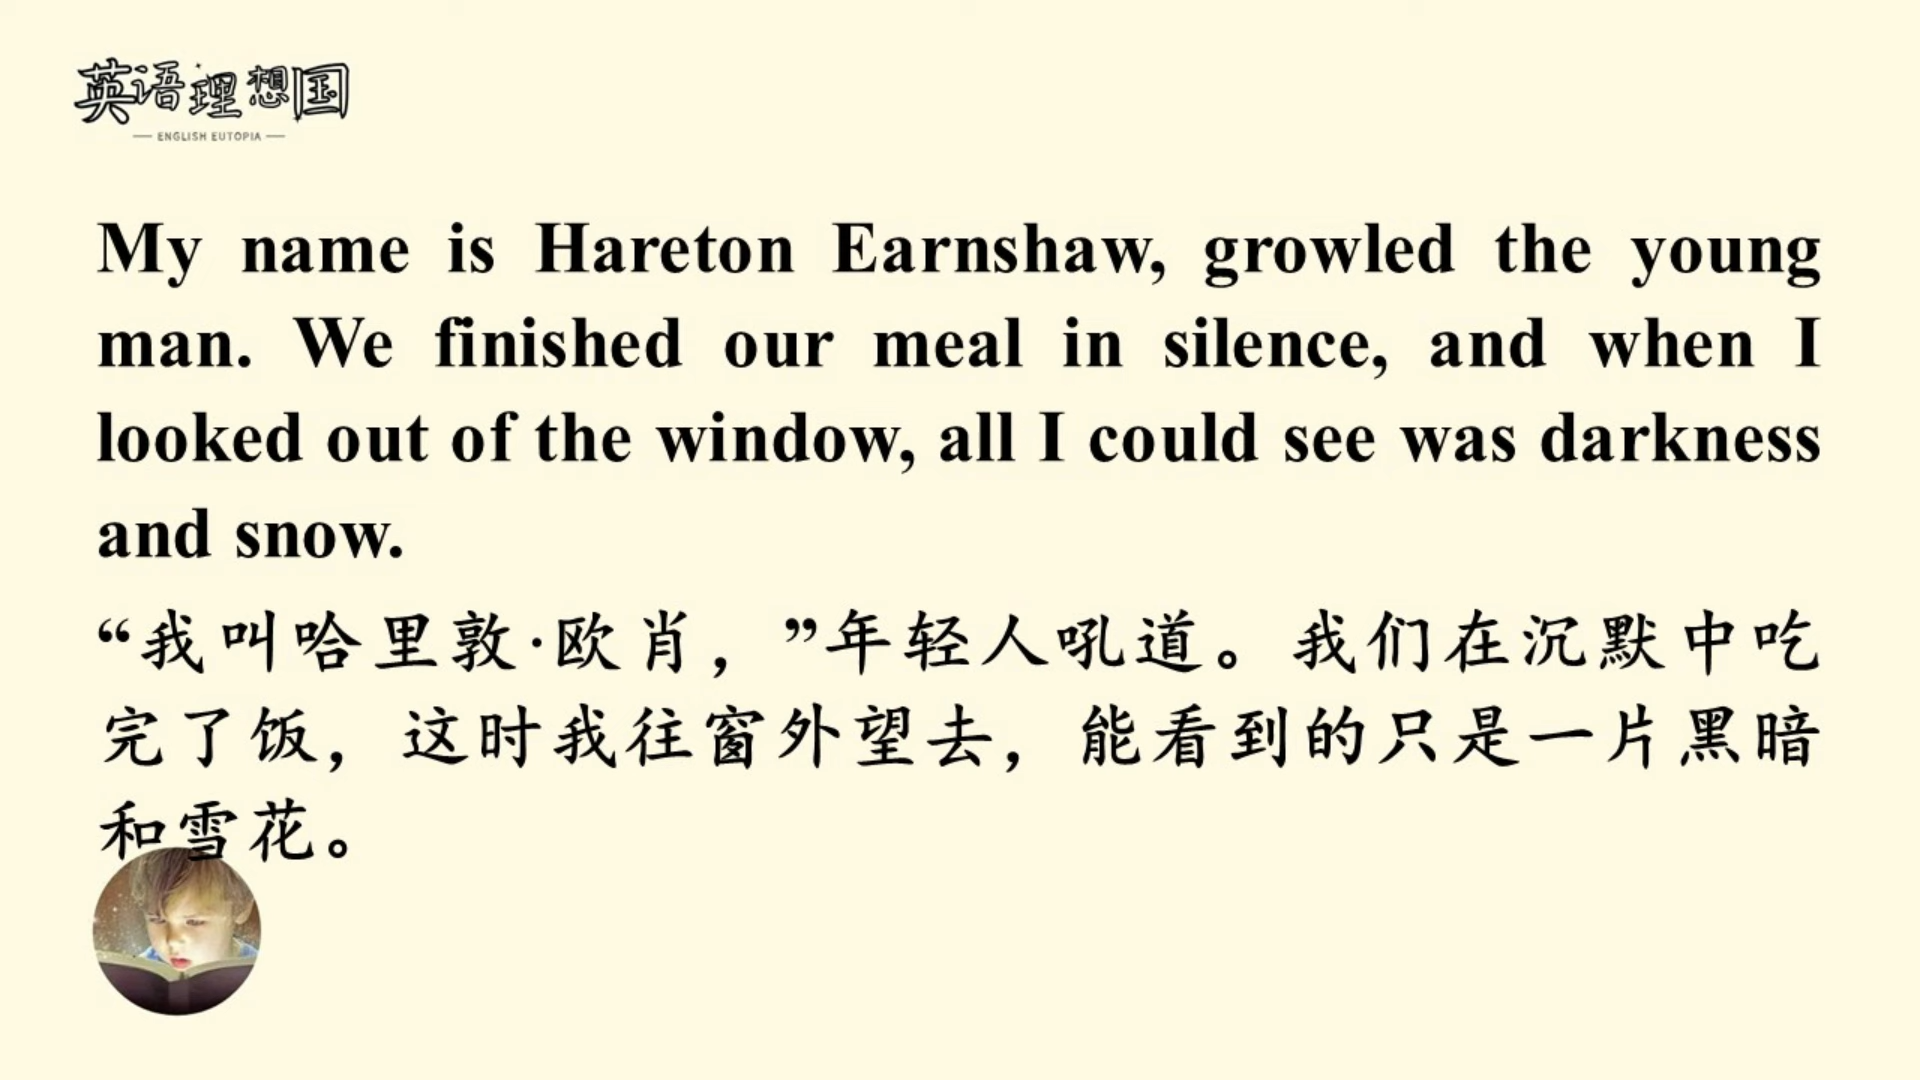 英语理想国
ENGLISH EUTOPIA
My name is Hareton Earnshaw, growled the young
man. We finished our meal in silence, and when I
looked out of the window, all I could see was darkness
and snow.
“我叫哈里敦·欧肖，”年轻人吼道。我们在沉默中吃
完了饭，这时我往窗外望去，能看到的只是一片黑暗
和雪花。